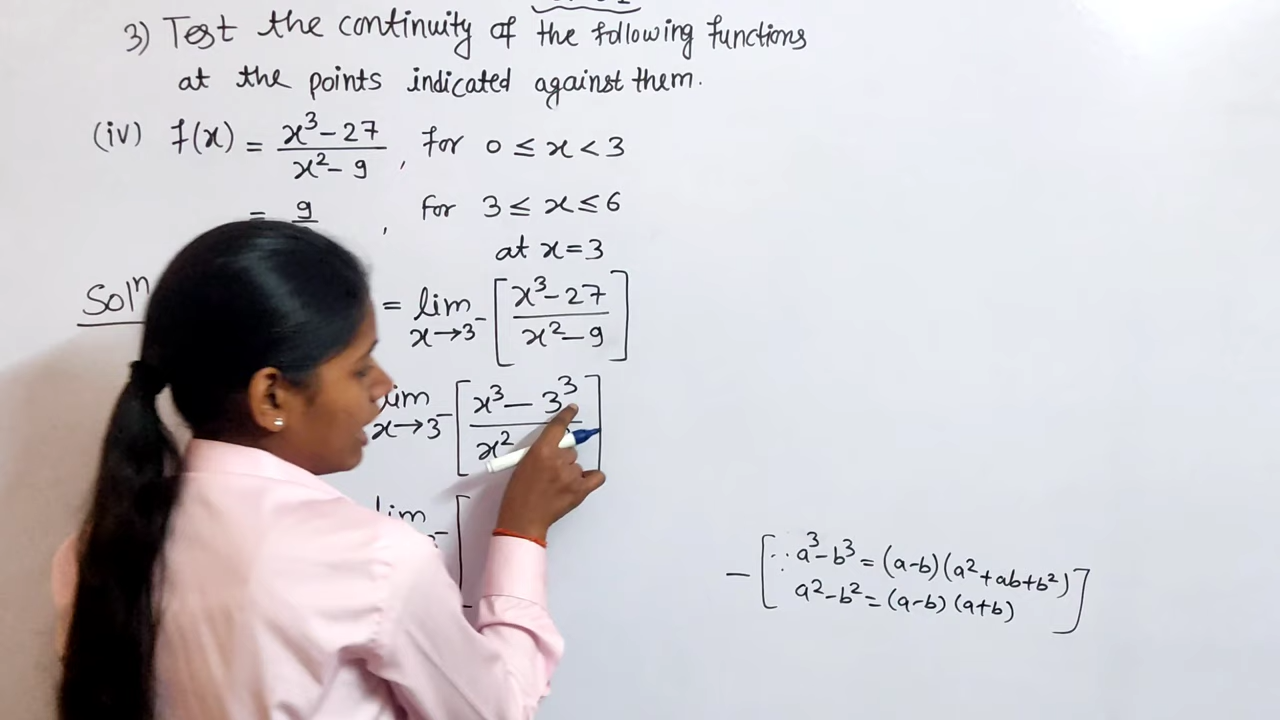 3) Test the continuity of the following functions
at the points indicated against them.
(iv) f(x) = x³-27 / x²-9 , for 0 ≤ x < 3
= 9 , for 3 ≤ x ≤ 6
at x=3
Solⁿ = lim x→3⁻ [x³-27 / x²-9]
lim x→3⁻ [x³-3³ / x²
lim [
- [∵ a³-b³ = (a-b)(a²+ab+b²)
a²-b² = (a-b)(a+b)]